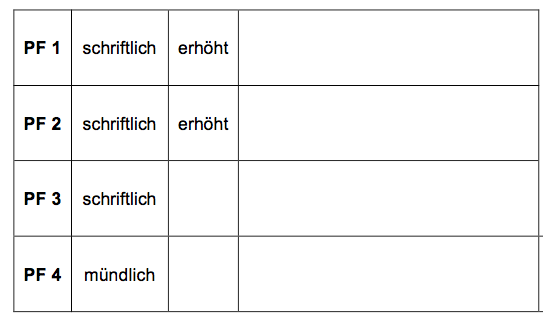 PF 1 schriftlich erhöht
PF 2 schriftlich erhöht
PF 3 schriftlich
PF 4 mündlich